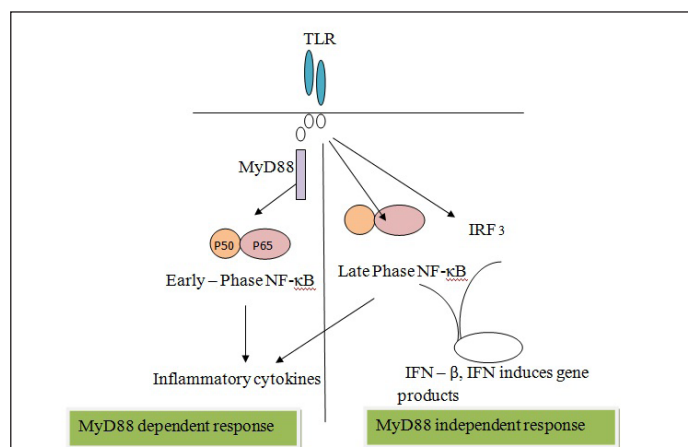 TLR
MyD88
P50 P65
IRF 3
Early – Phase NF-κB
Late Phase NF-κB
Inflammatory cytokines
IFN – β, IFN induces gene
products
MyD88 dependent response
MyD88 independent response